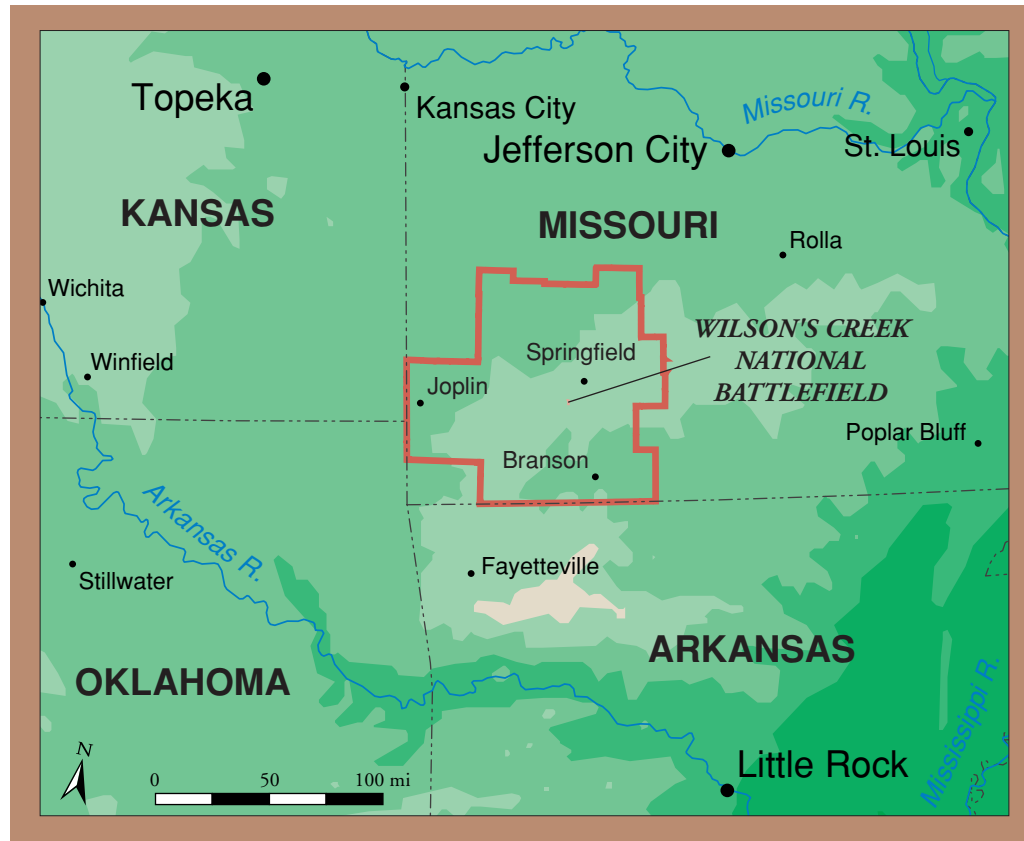 Topeka
Kansas City
Missouri R.
Jefferson City
St. Louis
KANSAS
MISSOURI
Rolla
Wichita
WILSON'S CREEK
NATIONAL
BATTLEFIELD
Springfield
Winfield
Joplin
Poplar Bluff
Branson
Arkansas R.
Stillwater
Fayetteville
ARKANSAS
OKLAHOMA
Mississippi R.
N
Little Rock
0 50 100 mi